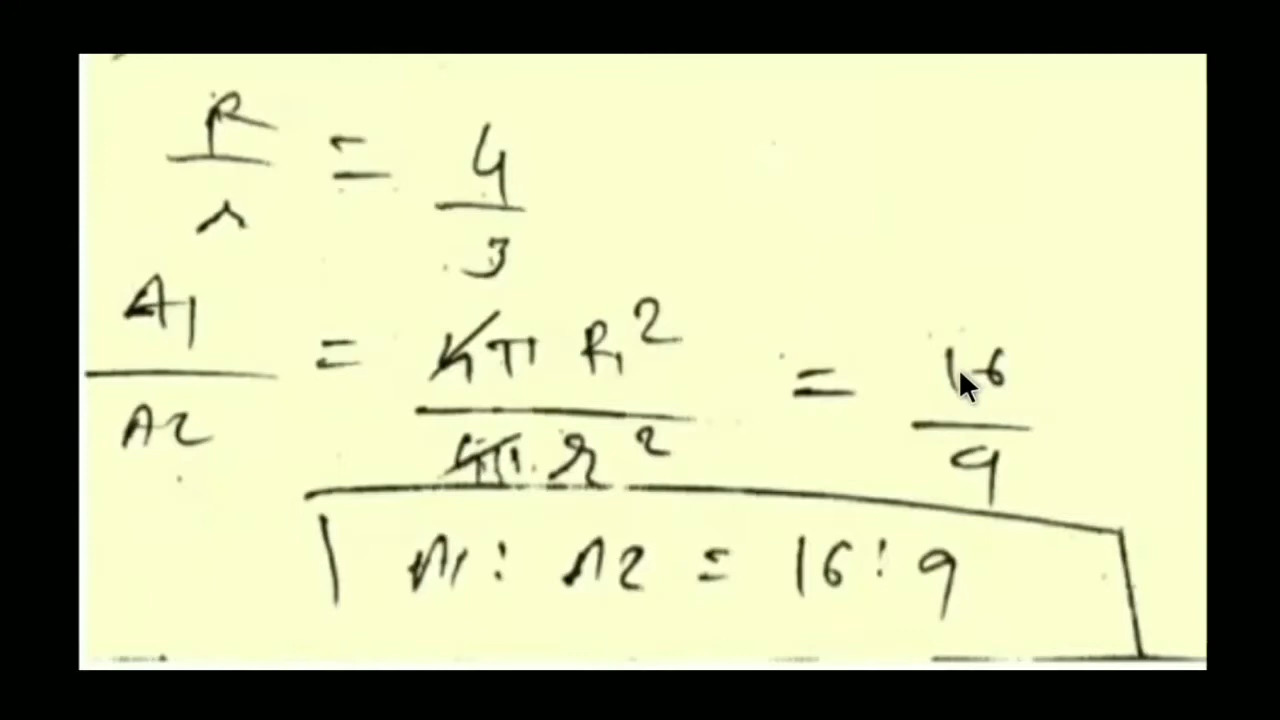 R/r = 4/3
A1/A2 = 4π R1²/4π r² = 16/9
A1 : A2 = 16 : 9